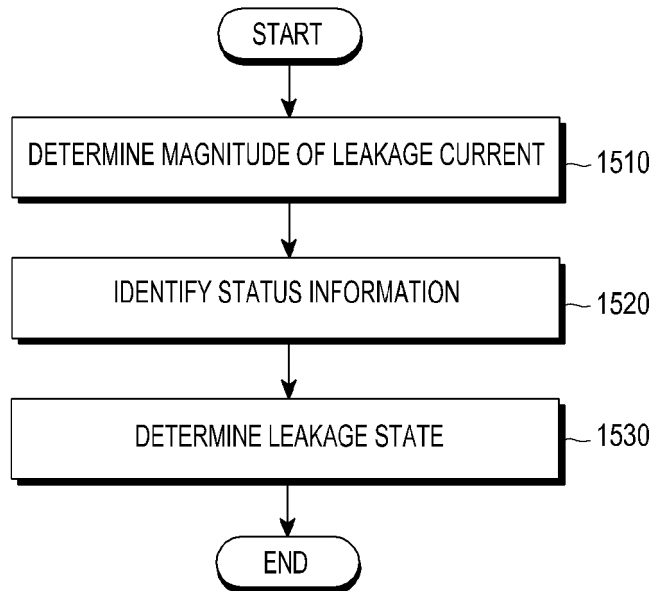 START
DETERMINE MAGNITUDE OF LEAKAGE CURRENT
1510
IDENTIFY STATUS INFORMATION
1520
DETERMINE LEAKAGE STATE
1530
END